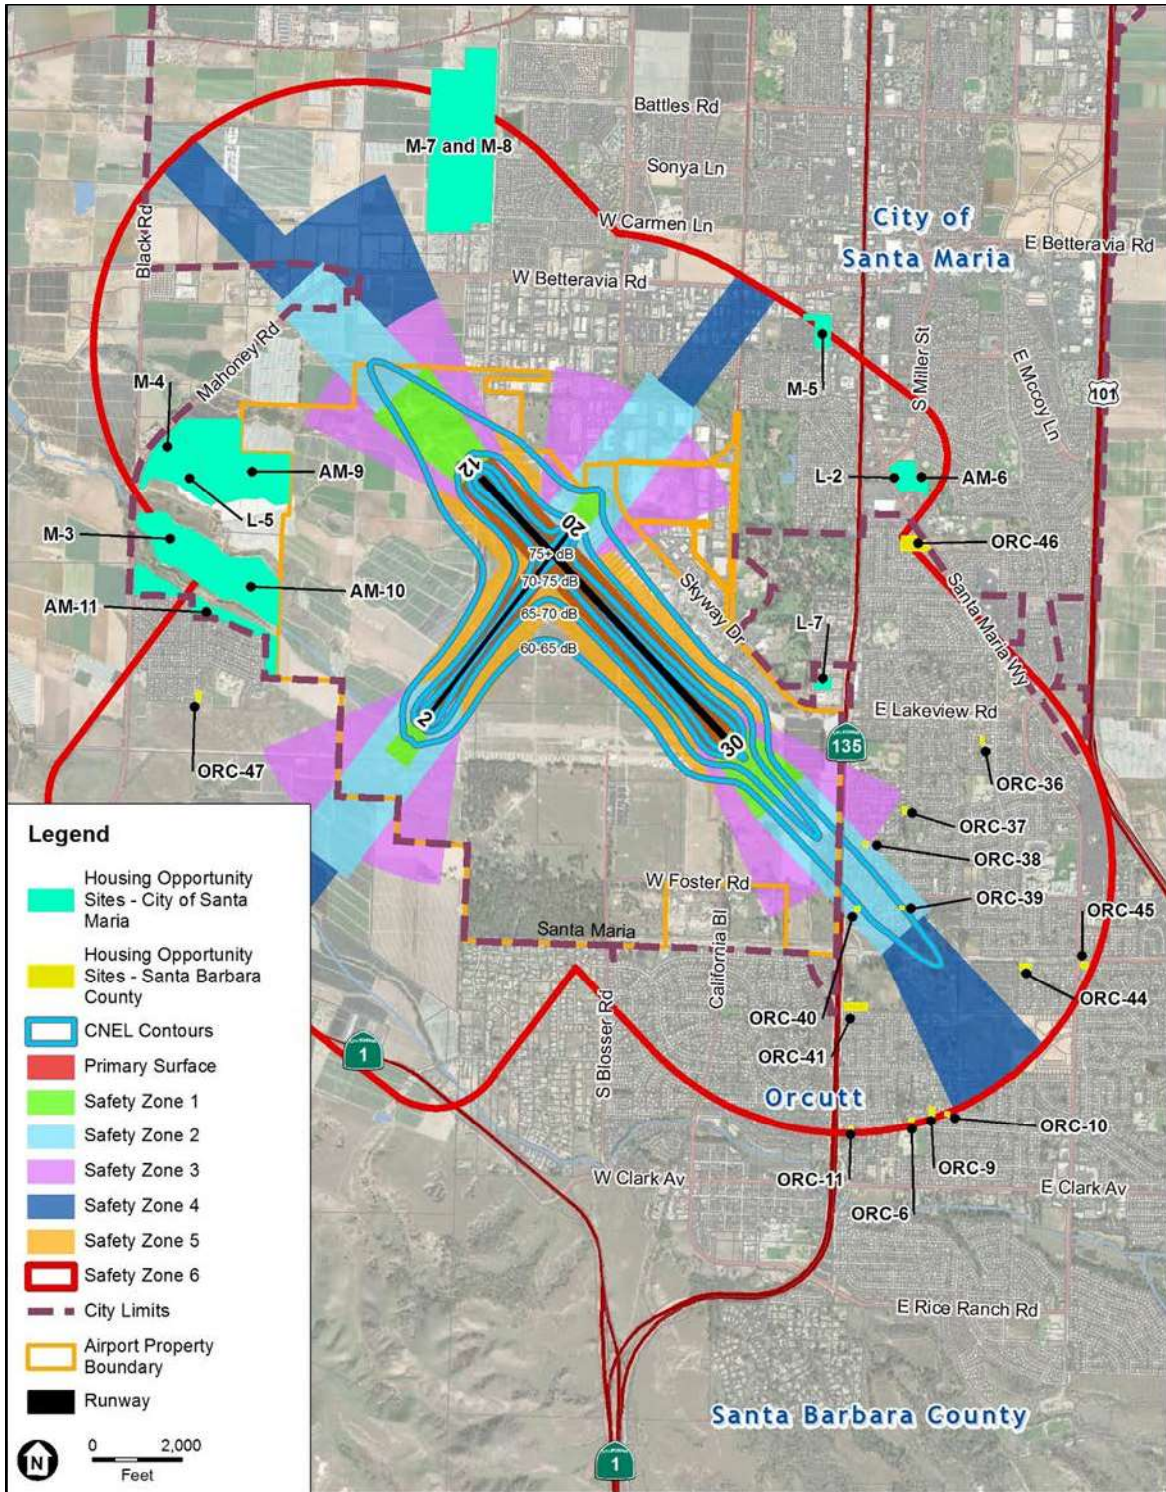 Battles Rd
M-7 and M-8
Sonya Ln
W Carmen Ln
City of
Santa Maria
E Betteravia Rd
Black Rd
W Betteravia Rd
Mahoney Rd
S Miller St
E Mccoy Ln
101
M-4
M-5
AM-9
L-5
L-2
AM-6
12
20
M-3
ORC-46
75+ dB
70-75 dB
AM-10
AM-11
65-70 dB
60-65 dB
Skyway Dr
L-7
Santa Maria Wy
2
30
E Lakeview Rd
CALIFORNIA
135
ORC-47
ORC-36
ORC-37
ORC-38
W Foster Rd
ORC-39
ORC-45
Santa Maria
California Bl
S Blosser Rd
ORC-44
ORC-40
ORC-41
CALIFORNIA
1
Orcutt
ORC-10
ORC-9
ORC-11
W Clark Av
E Clark Av
ORC-6
E Rice Ranch Rd
Santa Barbara County
CALIFORNIA
1
Legend
Housing Opportunity
Sites - City of Santa
Maria
Housing Opportunity
Sites - Santa Barbara
County
CNEL Contours
Primary Surface
Safety Zone 1
Safety Zone 2
Safety Zone 3
Safety Zone 4
Safety Zone 5
Safety Zone 6
City Limits
Airport Property
Boundary
Runway
N
0 2,000
Feet